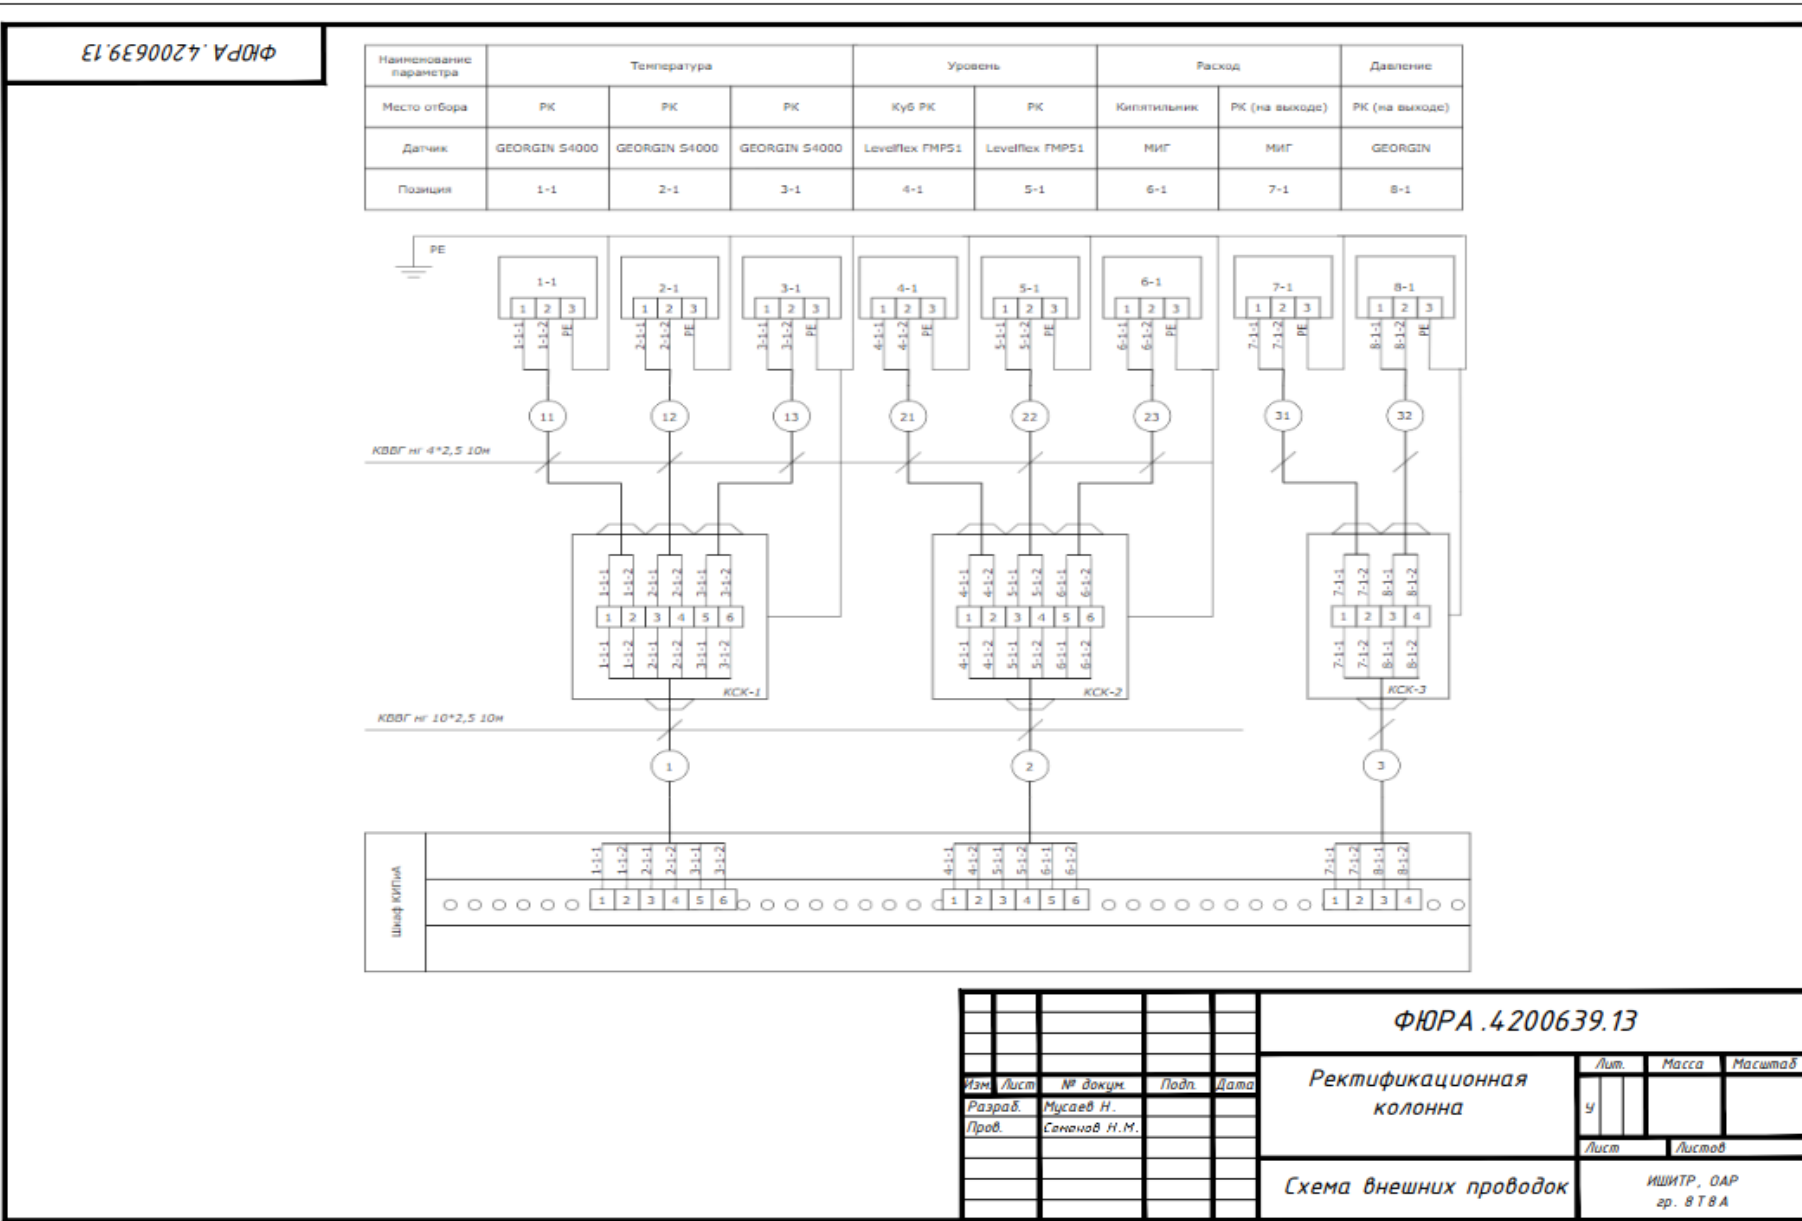 ФЮРА.4200639.13
Наименование параметра Температура Уровень Расход Давление
Место отбора РК РК РК Куб РК РК Кипятильник РК (на выходе) РК (на выходе)
Датчик GEORGIN S4000 GEORGIN S4000 GEORGIN S4000 Levelflex FMP51 Levelflex FMP51 МИГ МИГ GEORGIN
Позиция 1-1 2-1 3-1 4-1 5-1 6-1 7-1 8-1
PE
1-1 2-1 3-1 4-1 5-1 6-1 7-1 8-1
1 2 3 1 2 3 1 2 3 1 2 3 1 2 3 1 2 3 1 2 3 1 2 3
1-1-1 1-1-2 PE 2-1-1 2-1-2 PE 3-1-1 3-1-2 PE 4-1-1 4-1-2 PE 5-1-1 5-1-2 PE 6-1-1 6-1-2 PE 7-1-1 7-1-2 PE 8-1-1 8-1-2 PE
11 12 13 21 22 23 31 32
КВВГ нг 4*2,5 10м
1-1-1 1-1-2 2-1-1 2-1-2 3-1-1 3-1-2 4-1-1 4-1-2 5-1-1 5-1-2 6-1-1 6-1-2 7-1-1 7-1-2 8-1-1 8-1-2
1 2 3 4 5 6 1 2 3 4 5 6 1 2 3 4
1-1-1 1-1-2 2-1-1 2-1-2 3-1-1 3-1-2 4-1-1 4-1-2 5-1-1 5-1-2 6-1-1 6-1-2 7-1-1 7-1-2 8-1-1 8-1-2
КСК-1 КСК-2 КСК-3
КВВГ нг 10*2,5 10м
1 2 3
Шкаф КИПиА
1-1-1 1-1-2 2-1-1 2-1-2 3-1-1 3-1-2 4-1-1 4-1-2 5-1-1 5-1-2 6-1-1 6-1-2 7-1-1 7-1-2 8-1-1 8-1-2
1 2 3 4 5 6 1 2 3 4 5 6 1 2 3 4
ФЮРА.4200639.13
Изм. Лист № докум. Подп. Дата
Разраб. Мусаев Н.
Пров. Семенов Н.М.
Ректификационная
колонна
Лит. Масса Масштаб
У
Лист Листов
Схема внешних проводок
ИШИТР, ОАР
гр. 8Т8А